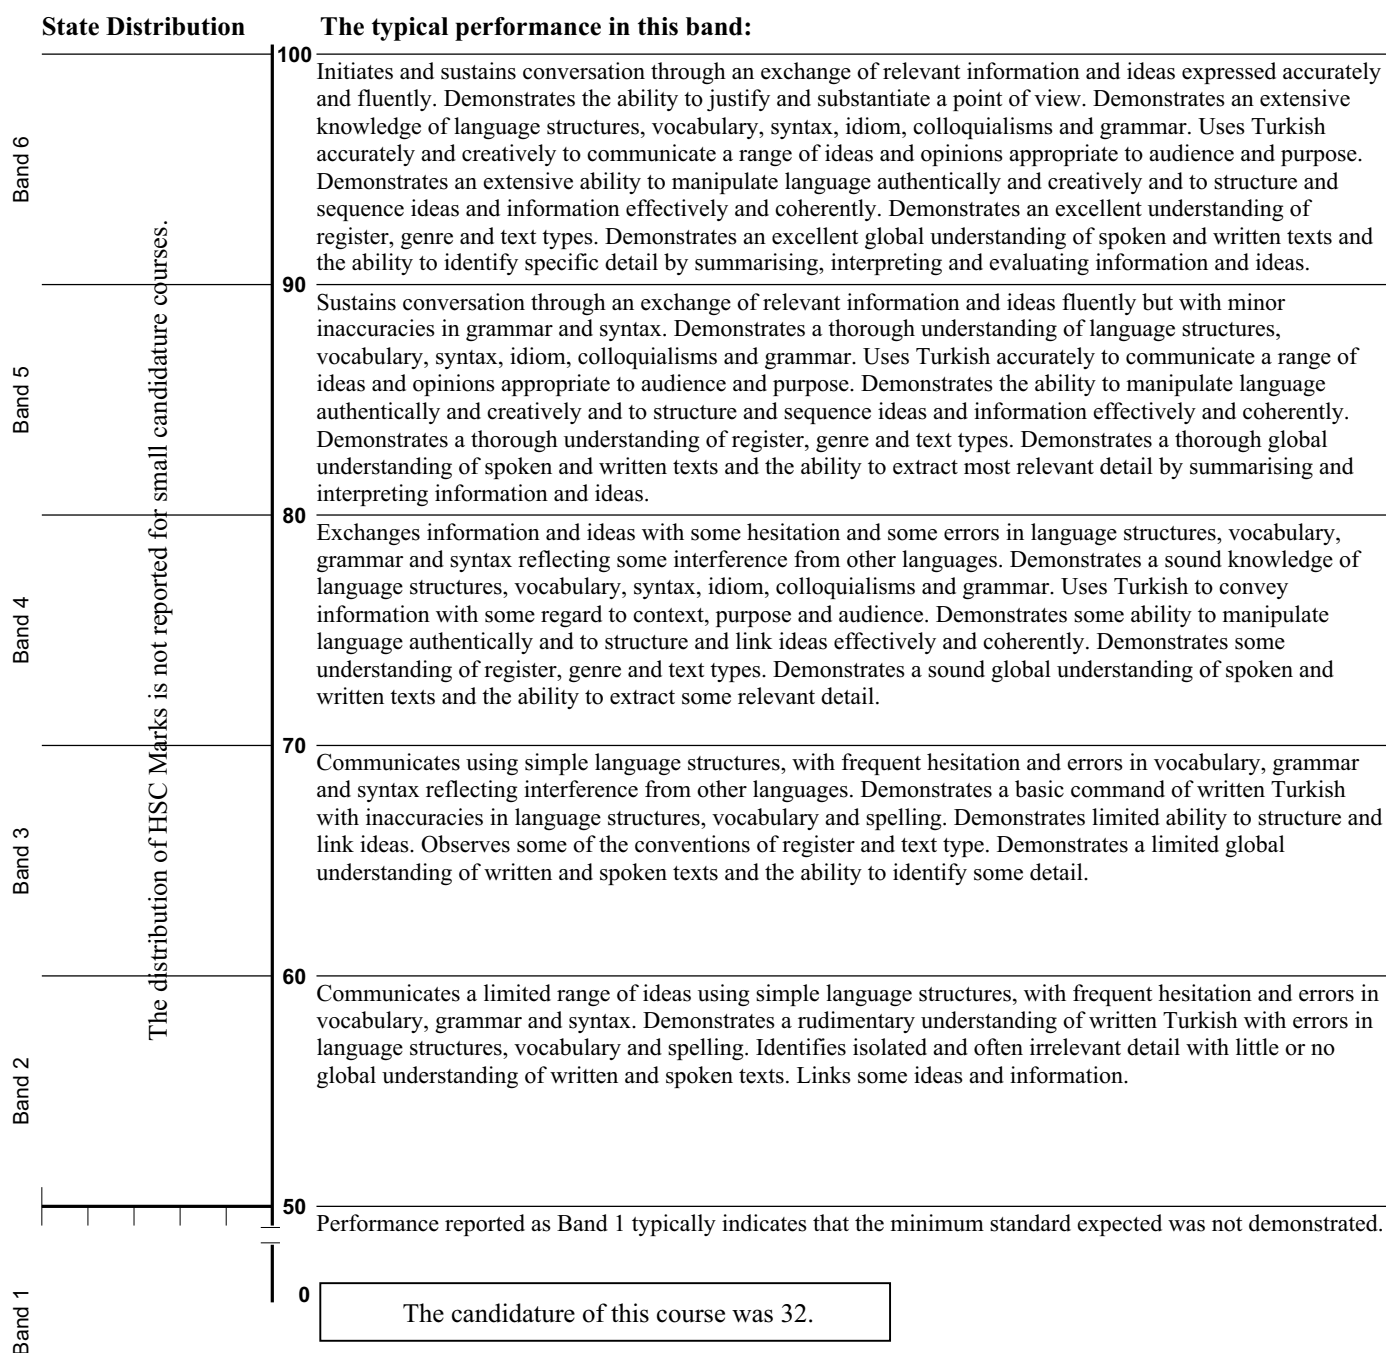 State Distribution
The typical performance in this band:
100
Band 6
Initiates and sustains conversation through an exchange of relevant information and ideas expressed accurately
and fluently. Demonstrates the ability to justify and substantiate a point of view. Demonstrates an extensive
knowledge of language structures, vocabulary, syntax, idiom, colloquialisms and grammar. Uses Turkish
accurately and creatively to communicate a range of ideas and opinions appropriate to audience and purpose.
Demonstrates an extensive ability to manipulate language authentically and creatively and to structure and
sequence ideas and information effectively and coherently. Demonstrates an excellent understanding of
register, genre and text types. Demonstrates an excellent global understanding of spoken and written texts and
the ability to identify specific detail by summarising, interpreting and evaluating information and ideas.
The distribution of HSC Marks is not reported for small candidature courses.
90
Band 5
Sustains conversation through an exchange of relevant information and ideas fluently but with minor
inaccuracies in grammar and syntax. Demonstrates a thorough understanding of language structures,
vocabulary, syntax, idiom, colloquialisms and grammar. Uses Turkish accurately to communicate a range of
ideas and opinions appropriate to audience and purpose. Demonstrates the ability to manipulate language
authentically and creatively and to structure and sequence ideas and information effectively and coherently.
Demonstrates a thorough understanding of register, genre and text types. Demonstrates a thorough global
understanding of spoken and written texts and the ability to extract most relevant detail by summarising and
interpreting information and ideas.
80
Band 4
Exchanges information and ideas with some hesitation and some errors in language structures, vocabulary,
grammar and syntax reflecting some interference from other languages. Demonstrates a sound knowledge of
language structures, vocabulary, syntax, idiom, colloquialisms and grammar. Uses Turkish to convey
information with some regard to context, purpose and audience. Demonstrates some ability to manipulate
language authentically and to structure and link ideas effectively and coherently. Demonstrates some
understanding of register, genre and text types. Demonstrates a sound global understanding of spoken and
written texts and the ability to extract some relevant detail.
70
Band 3
Communicates using simple language structures, with frequent hesitation and errors in vocabulary, grammar
and syntax reflecting interference from other languages. Demonstrates a basic command of written Turkish
with inaccuracies in language structures, vocabulary and spelling. Demonstrates limited ability to structure and
link ideas. Observes some of the conventions of register and text type. Demonstrates a limited global
understanding of written and spoken texts and the ability to identify some detail.
60
Band 2
Communicates a limited range of ideas using simple language structures, with frequent hesitation and errors in
vocabulary, grammar and syntax. Demonstrates a rudimentary understanding of written Turkish with errors in
language structures, vocabulary and spelling. Identifies isolated and often irrelevant detail with little or no
global understanding of written and spoken texts. Links some ideas and information.
50
Performance reported as Band 1 typically indicates that the minimum standard expected was not demonstrated.
Band 1
0
The candidature of this course was 32.